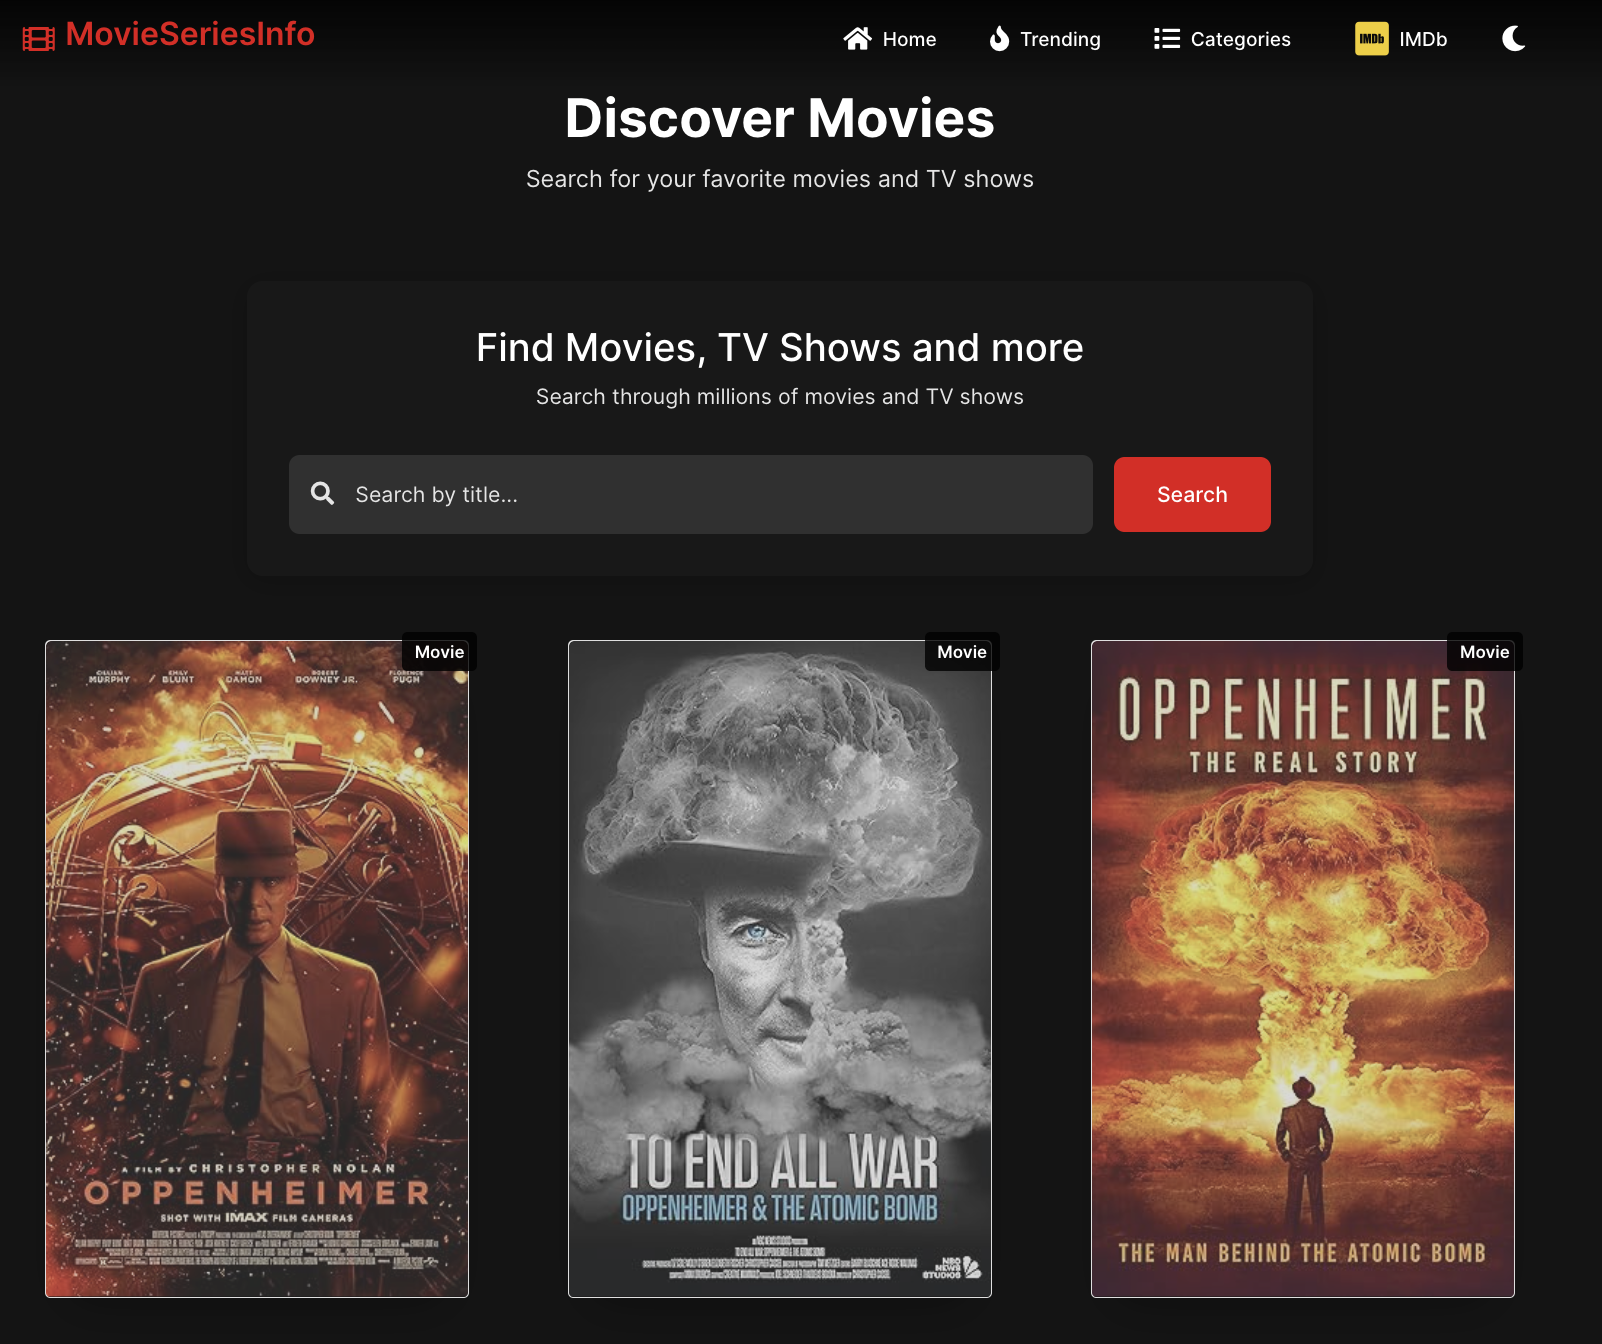 MovieSeriesInfo
Home
Trending
Categories
IMDb
IMDb
Discover Movies
Search for your favorite movies and TV shows
Find Movies, TV Shows and more
Search through millions of movies and TV shows
Search by title...
Search
Movie
CILLIAN MURPHY
EMILY BLUNT
MATT DAMON
ROBERT DOWNEY JR.
FLORENCE PUGH
A FILM BY CHRISTOPHER NOLAN
OPPENHEIMER
SHOT WITH IMAX FILM CAMERAS
Movie
TO END ALL WAR
OPPENHEIMER & THE ATOMIC BOMB
NBC
NEWS
STUDIOS
Movie
OPPENHEIMER
THE REAL STORY
THE MAN BEHIND THE ATOMIC BOMB